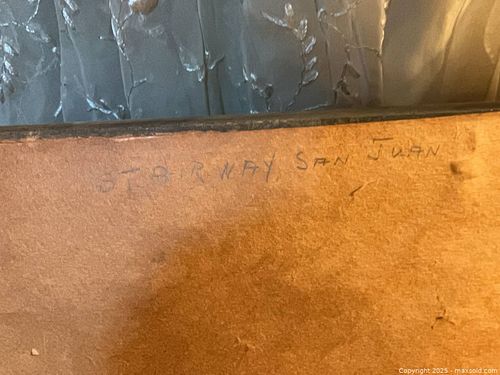 STAIRWAY, SAN JUAN
Copyright 2025 - maxsold.com